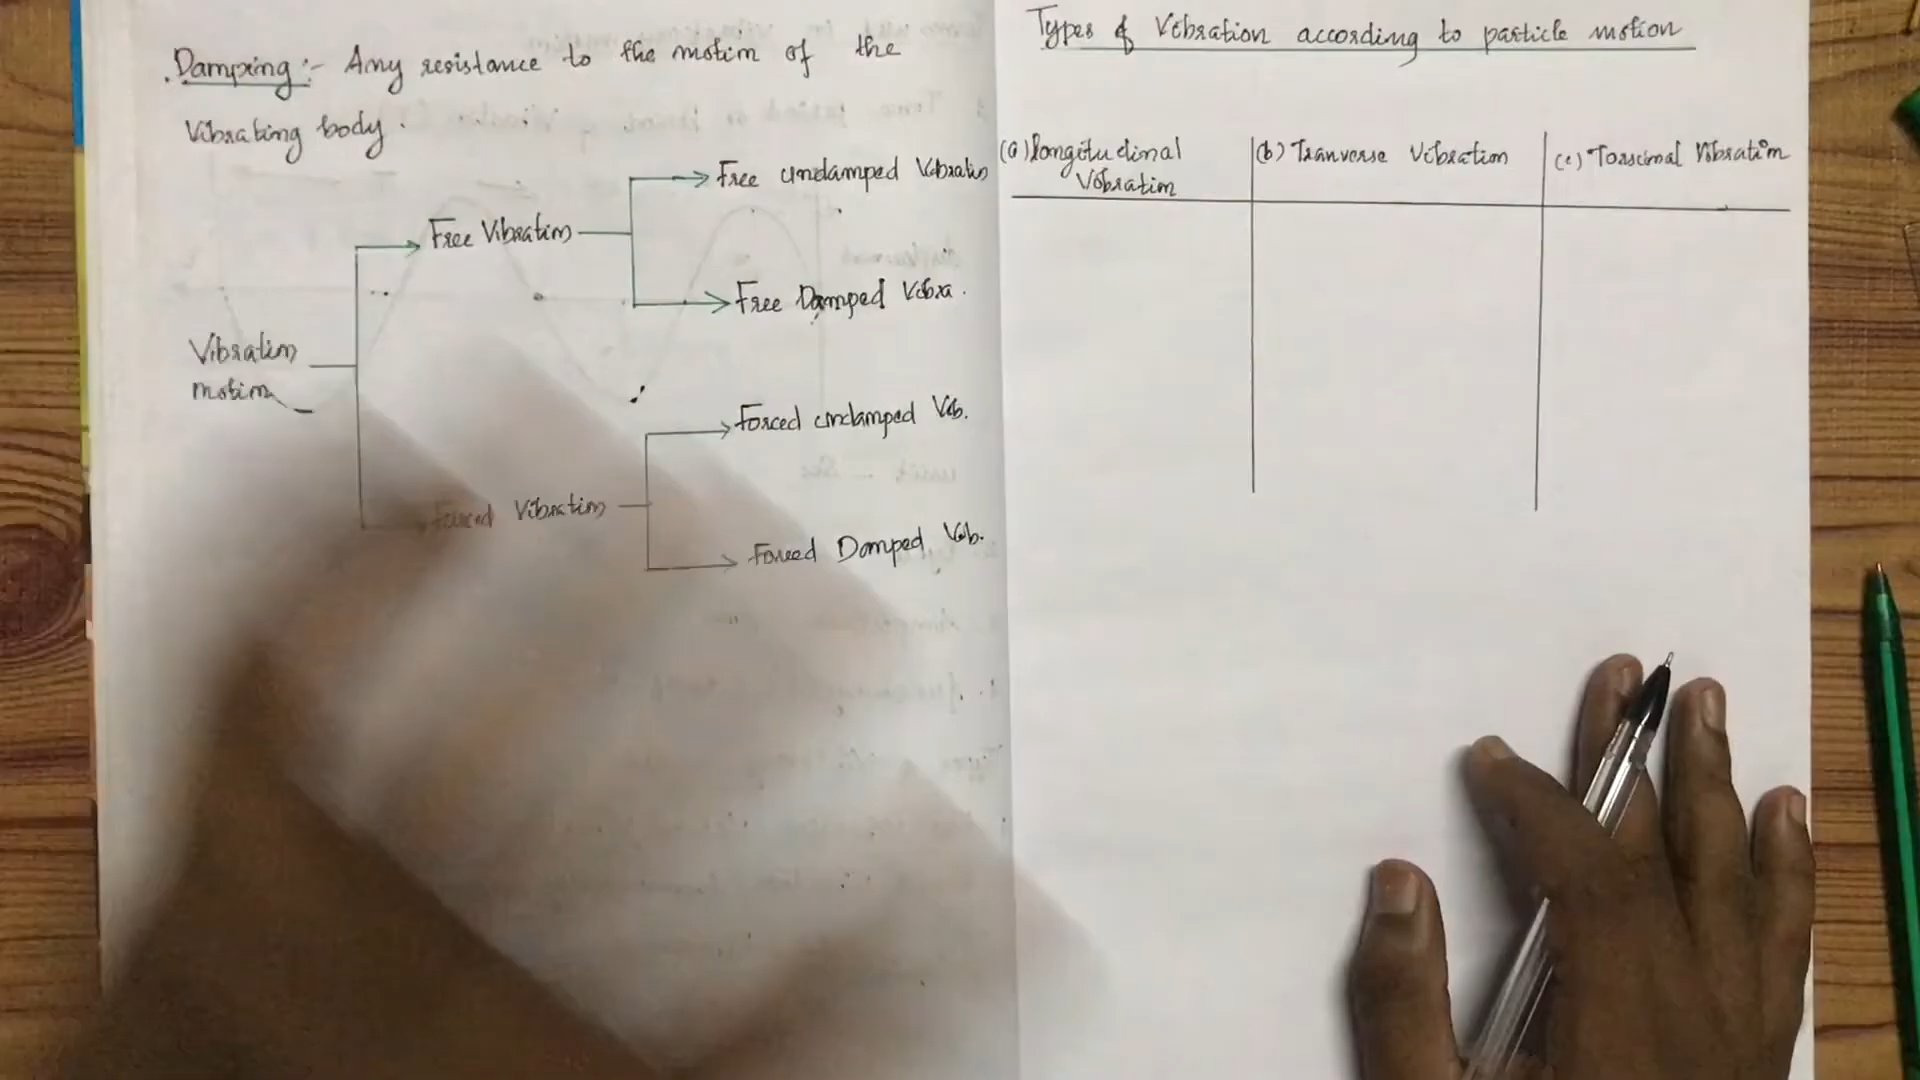 Damping :- Any resistance to the motion of the
Vibrating body.
Free undamped Vibration
Free Vibration
Free Damped Vibra.
Vibration
motion
Forced undamped Vib.
Forced Vibration
Forced Damped Vib.
Types of Vibration according to particle motion
(a) Longitudinal
Vibration
(b) Tranverse Vibration
(c) Torsional Vibration